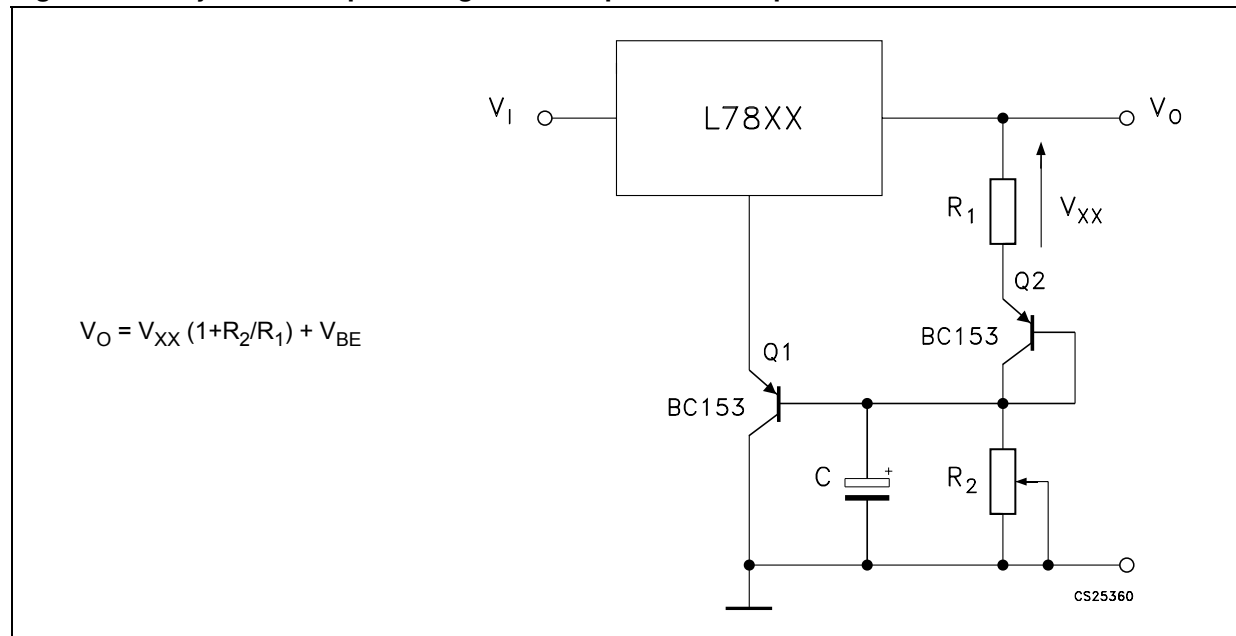 V_I
L78XX
V_O
R_1
V_XX
Q2
BC153
V_O = V_XX (1+R_2/R_1) + V_BE
Q1
BC153
C
+
R_2
CS25360